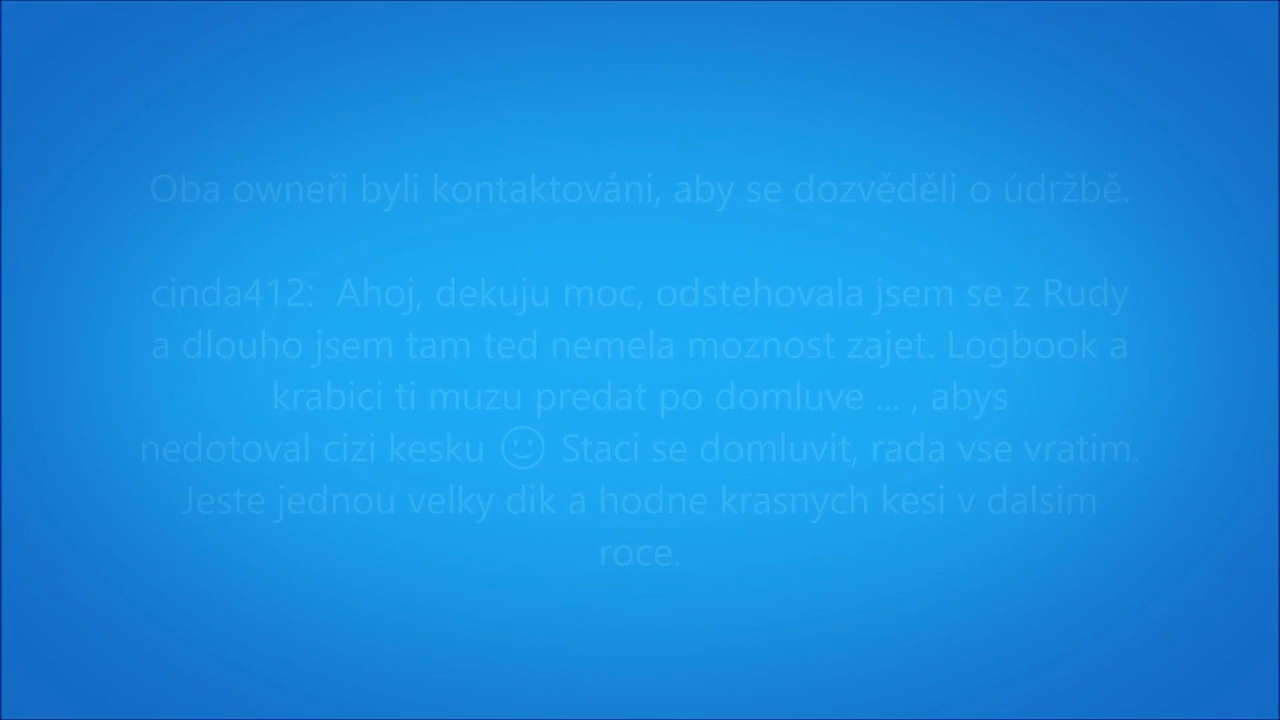 Oba owneři byli kontaktováni, aby se dozvěděli o údržbě.
cinda412:  Ahoj, dekuju moc, odstehovala jsem se z Rudy
a dlouho jsem tam ted nemela moznost zajet. Logbook a
krabici ti muzu predat po domluve ... , abys
nedotoval cizi kesku ☺ Staci se domluvit, rada vse vratim.
Jeste jednou velky dik a hodne krasnych kesi v dalsim
roce.